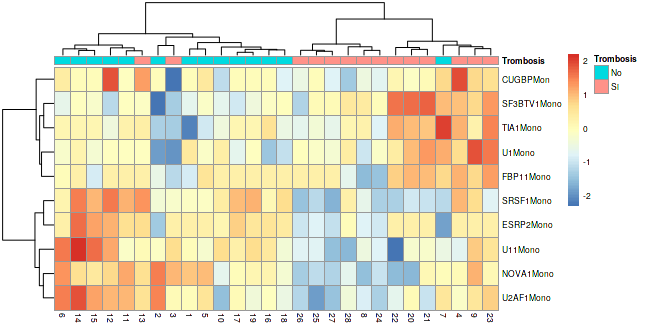 Trombosis
Trombosis
No
SI
2
1
0
-1
-2
CUGBPMon
SF3BTV1Mono
TIA1Mono
U1Mono
FBP11Mono
SRSF1Mono
ESRP2Mono
U11Mono
NOVA1Mono
U2AF1Mono
6 14 15 12 11 13 2 3 1 5 10 17 19 16 18 26 25 27 28 8 24 22 20 21 7 4 9 23